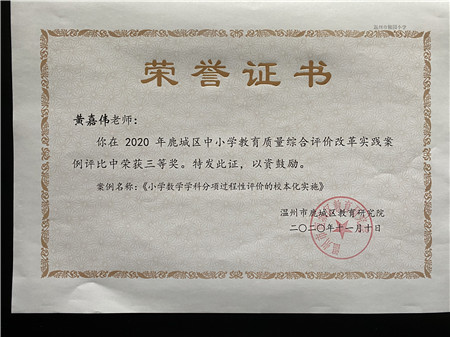 荣誉证书
黄嘉伟老师：
你在 2020 年鹿城区中小学教育质量综合评价改革实践案
例评比中荣获三等奖。特发此证，以资鼓励。
案例名称：《小学数学学科分项过程性评价的校本化实施》
温州市鹿城区教育研究院
二〇二〇年十一月十日